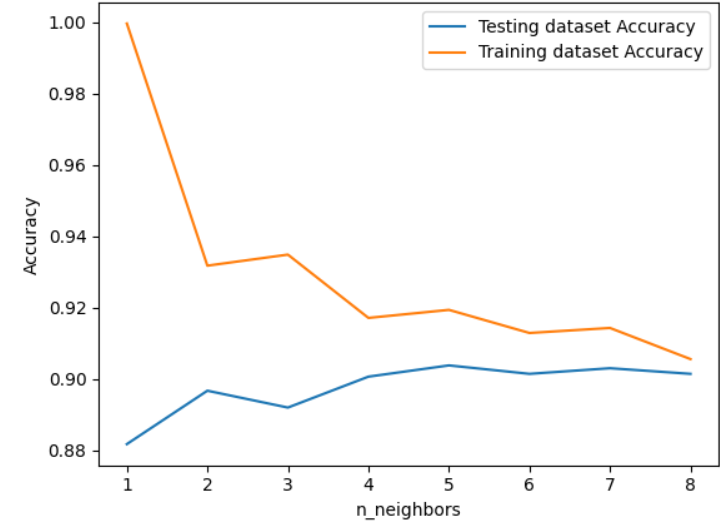 Testing dataset Accuracy
Training dataset Accuracy
1.00
0.98
0.96
0.94
0.92
0.90
0.88
Accuracy
1 2 3 4 5 6 7 8
n_neighbors